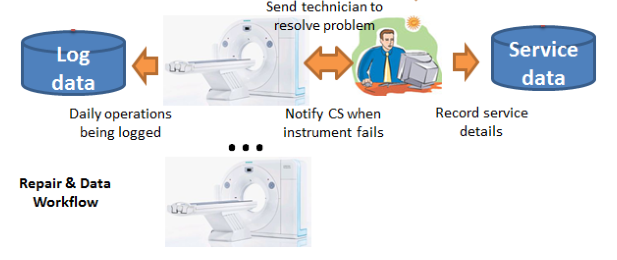 Send technician to
resolve problem
Log
data
Service
data
Daily operations
being logged
Notify CS when
instrument fails
Record service
details
...
Repair & Data
Workflow